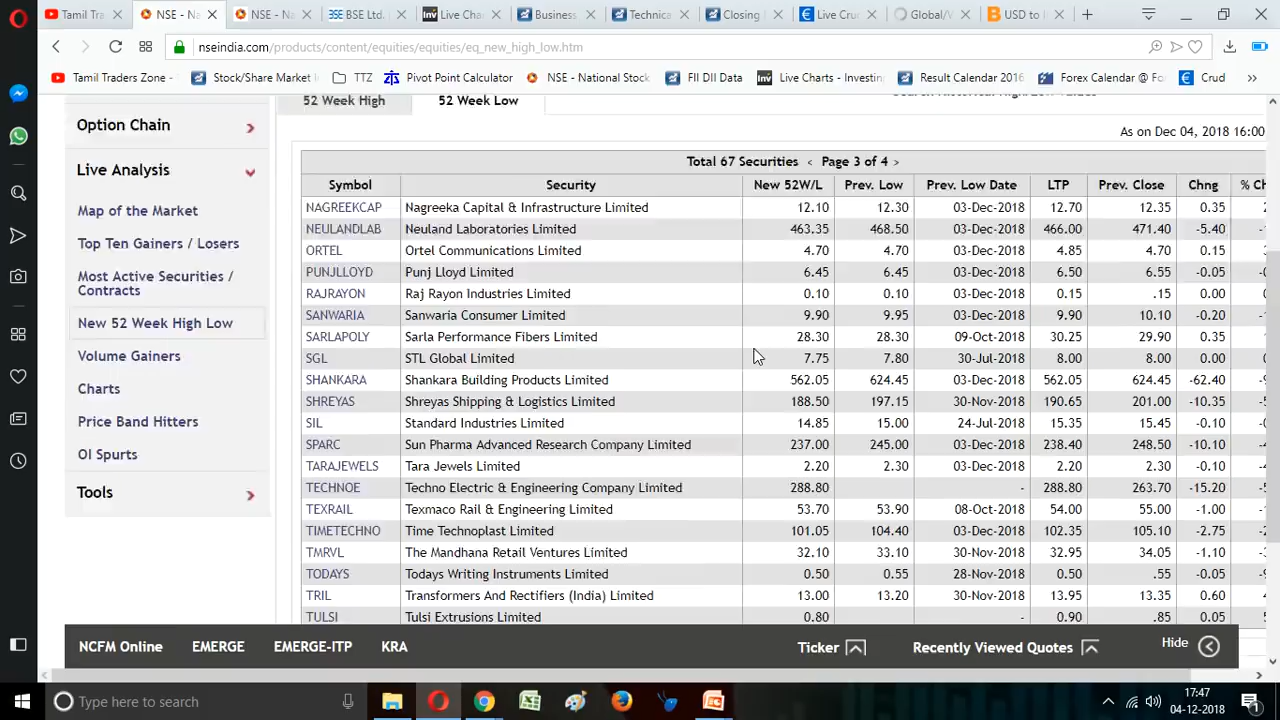 Tamil Tra
NSE - Na
NSE - Na
BSE Ltd.
Live Cha
Business
Technica
Closing
Live Cru
Global/
USD to I
nseindia.com/products/content/equities/equities/eq_new_high_low.htm
Tamil Traders Zone -
Stock/Share Market
TTZ
Pivot Point Calculator
NSE - National Stock
FII DII Data
Live Charts - Investin
Result Calendar 2016
Forex Calendar @ Fo
Crud
Option Chain
Live Analysis
Map of the Market
Top Ten Gainers / Losers
Most Active Securities /
Contracts
New 52 Week High Low
Volume Gainers
Charts
Price Band Hitters
OI Spurts
Tools
52 Week High 52 Week Low
As on Dec 04, 2018 16:00
Total 67 Securities < Page 3 of 4 >
Symbol Security New 52W/L Prev. Low Prev. Low Date LTP Prev. Close Chng % Ch
NAGREEKCAP Nagreeka Capital & Infrastructure Limited 12.10 12.30 03-Dec-2018 12.70 12.35 0.35 2
NEULANDLAB Neuland Laboratories Limited 463.35 468.50 03-Dec-2018 466.00 471.40 -5.40 -1
ORTEL Ortel Communications Limited 4.70 4.70 03-Dec-2018 4.85 4.70 0.15 3
PUNJLLOYD Punj Lloyd Limited 6.45 6.45 03-Dec-2018 6.50 6.55 -0.05 -0
RAJRAYON Raj Rayon Industries Limited 0.10 0.10 03-Dec-2018 0.15 .15 0.00 0
SANWARIA Sanwaria Consumer Limited 9.90 9.95 03-Dec-2018 9.90 10.10 -0.20 -1
SARLAPOLY Sarla Performance Fibers Limited 28.30 28.30 09-Oct-2018 30.25 29.90 0.35 1
SGL STL Global Limited 7.75 7.80 30-Jul-2018 8.00 8.00 0.00 0
SHANKARA Shankara Building Products Limited 562.05 624.45 03-Dec-2018 562.05 624.45 -62.40 -9
SHREYAS Shreyas Shipping & Logistics Limited 188.50 197.15 30-Nov-2018 190.65 201.00 -10.35 -5
SIL Standard Industries Limited 14.85 15.00 24-Jul-2018 15.35 15.45 -0.10 -0
SPARC Sun Pharma Advanced Research Company Limited 237.00 245.00 03-Dec-2018 238.40 248.50 -10.10 -4
TARAJEWELS Tara Jewels Limited 2.20 2.30 03-Dec-2018 2.20 2.30 -0.10 -4
TECHNOE Techno Electric & Engineering Company Limited 288.80 - 288.80 263.70 -15.20 -5
TEXRAIL Texmaco Rail & Engineering Limited 53.70 53.90 08-Oct-2018 54.00 55.00 -1.00 -1
TIMETECHNO Time Technoplast Limited 101.05 104.40 03-Dec-2018 102.35 105.10 -2.75 -2
TMRVL The Mandhana Retail Ventures Limited 32.10 33.10 30-Nov-2018 32.95 34.05 -1.10 -3
TODAYS Todays Writing Instruments Limited 0.50 0.55 28-Nov-2018 0.50 .55 -0.05 -9
TRIL Transformers And Rectifiers (India) Limited 13.00 13.20 30-Nov-2018 13.95 13.35 0.60 4
TULSI Tulsi Extrusions Limited 0.80 - 0.90 .85 0.05 5
NCFM Online EMERGE EMERGE-ITP KRA Ticker Recently Viewed Quotes Hide
Type here to search
17:47
04-12-2018